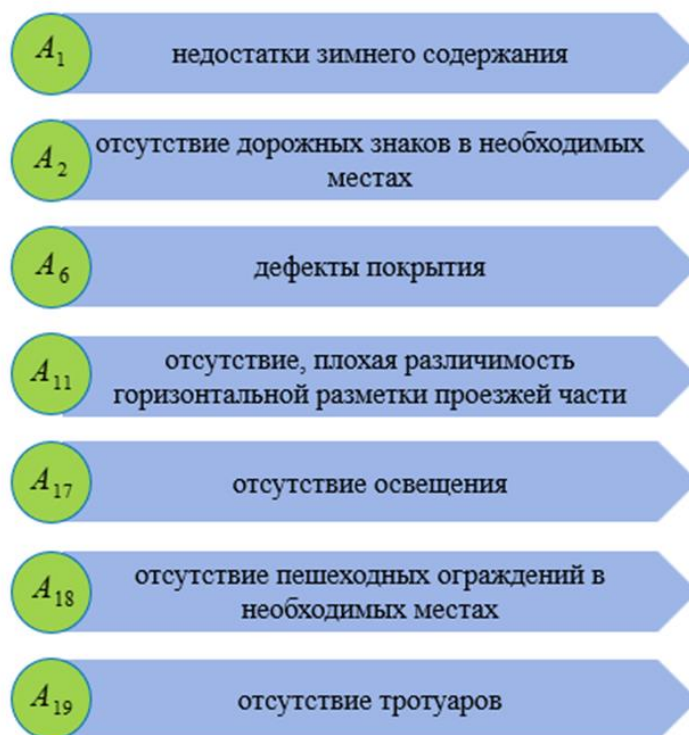 A1
недостатки зимнего содержания
A2
отсутствие дорожных знаков в необходимых
местах
A6
дефекты покрытия
A11
отсутствие, плохая различимость
горизонтальной разметки проезжей части
A17
отсутствие освещения
A18
отсутствие пешеходных ограждений в
необходимых местах
A19
отсутствие тротуаров